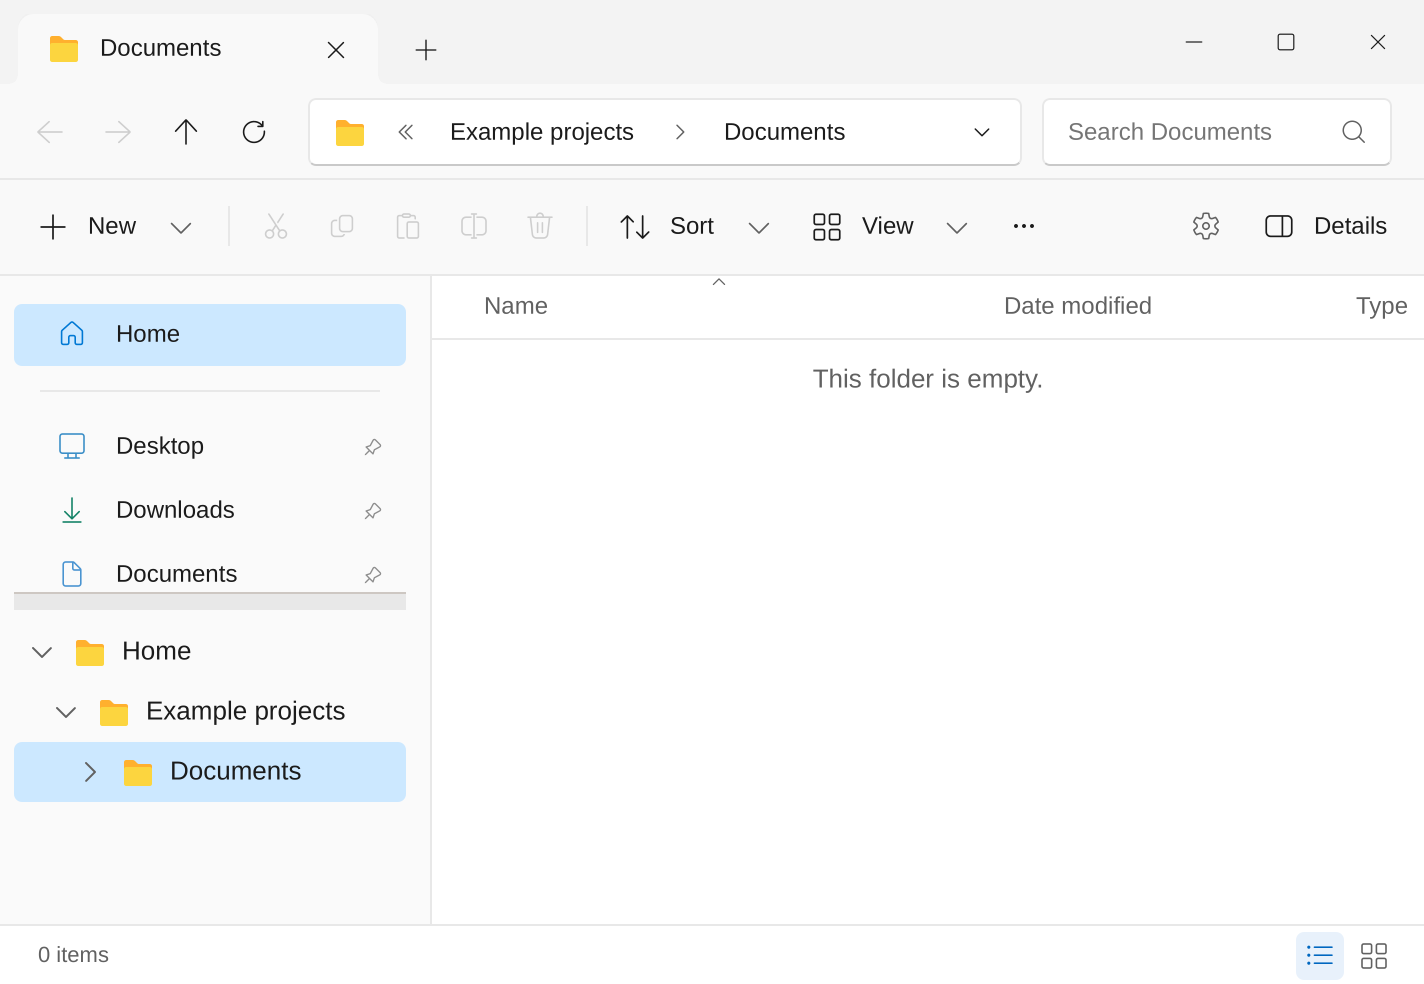 Documents
Example projects
Documents
Search Documents
New
Sort
View
Details
Home
Desktop
Downloads
Documents
Home
Example projects
Documents
Name
Date modified
Type
This folder is empty.
0 items